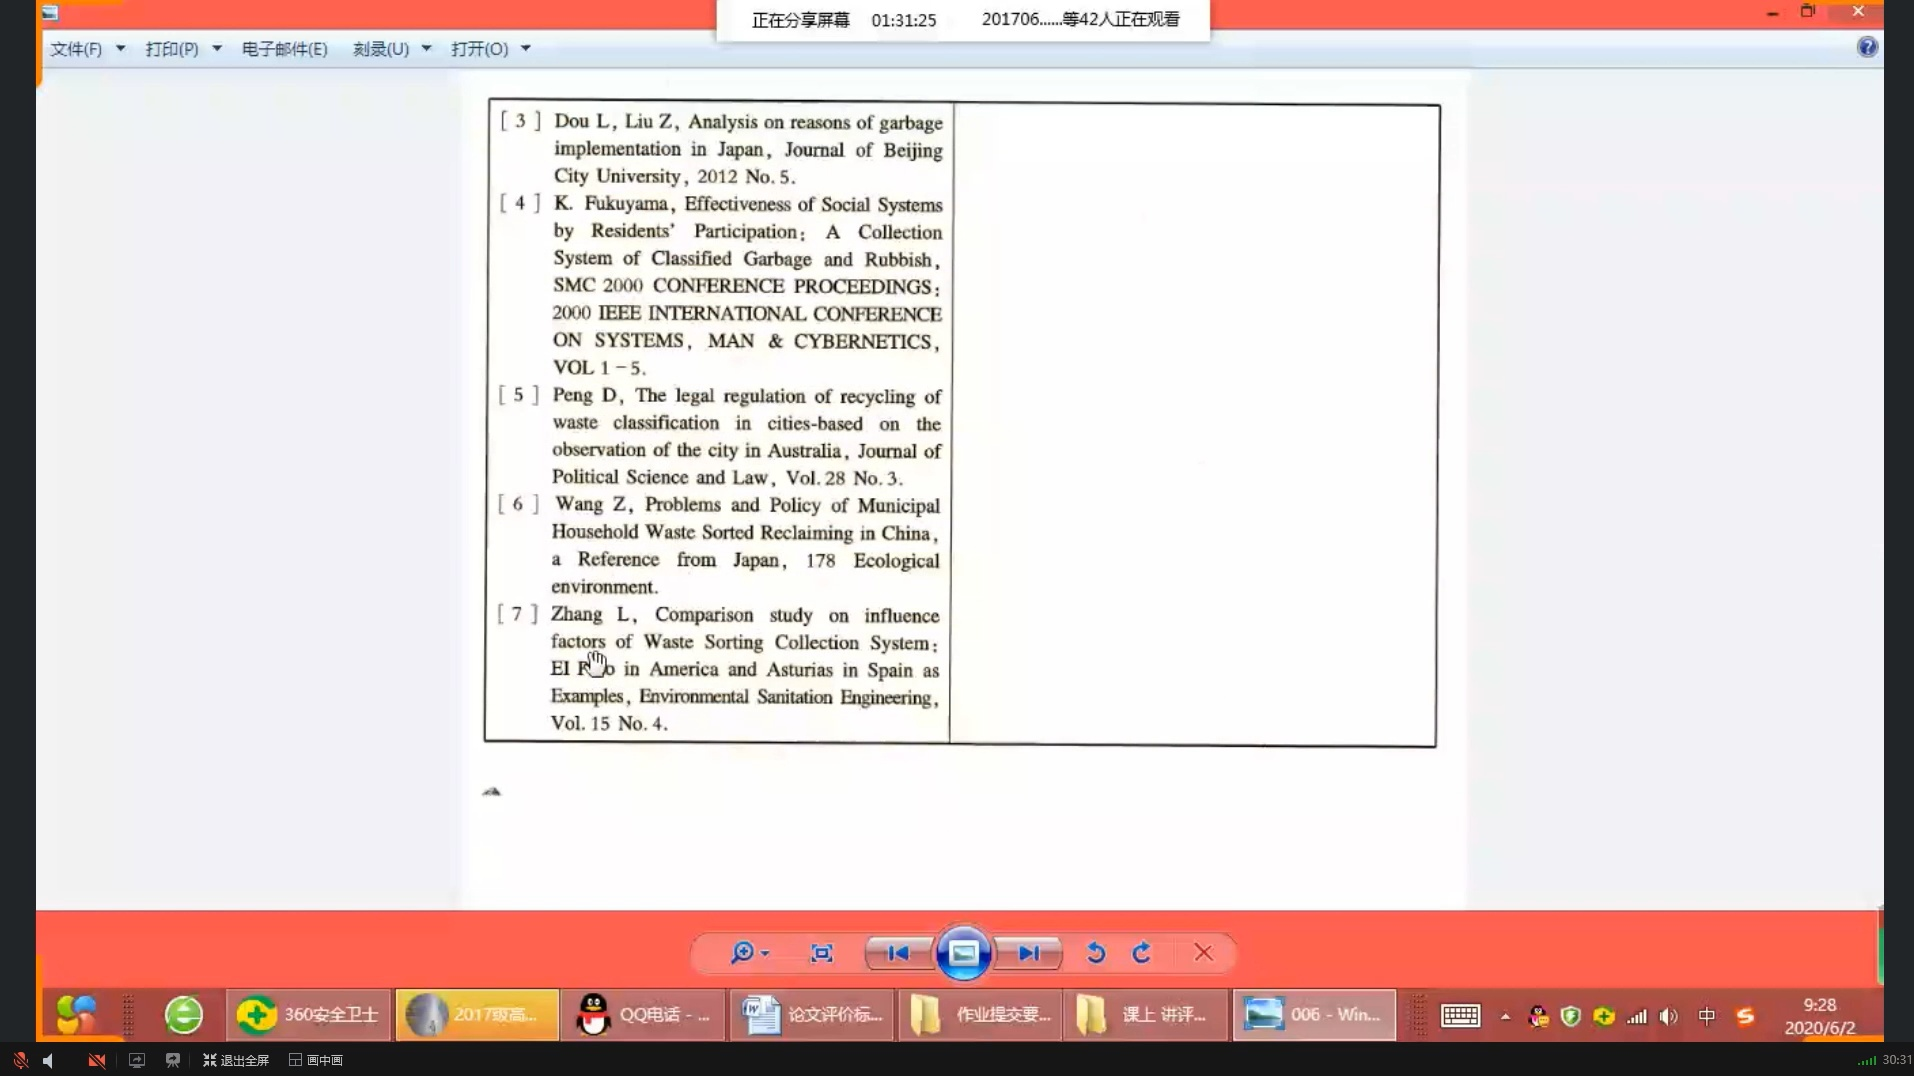 正在分享屏幕 01:31:25 201706......等42人正在观看
文件(F) 打印(P) 电子邮件(E) 刻录(U) 打开(O)
[ 3 ] Dou L, Liu Z, Analysis on reasons of garbage
implementation in Japan, Journal of Beijing
City University, 2012 No. 5.
[ 4 ] K. Fukuyama, Effectiveness of Social Systems
by Residents' Participation: A Collection
System of Classified Garbage and Rubbish,
SMC 2000 CONFERENCE PROCEEDINGS:
2000 IEEE INTERNATIONAL CONFERENCE
ON SYSTEMS, MAN & CYBERNETICS,
VOL 1 - 5.
[ 5 ] Peng D, The legal regulation of recycling of
waste classification in cities-based on the
observation of the city in Australia, Journal of
Political Science and Law, Vol. 28 No. 3.
[ 6 ] Wang Z, Problems and Policy of Municipal
Household Waste Sorted Reclaiming in China,
a Reference from Japan, 178 Ecological
environment.
[ 7 ] Zhang L, Comparison study on influence
factors of Waste Sorting Collection System:
EI in America and Asturias in Spain as
Examples, Environmental Sanitation Engineering,
Vol. 15 No. 4.
360安全卫士 2017级高... QQ电话 - ... 论文评价标... 作业提交要... 课上 讲评... 006 - Win... 中 9:28
2020/6/2
退出全屏 画中画 30:31